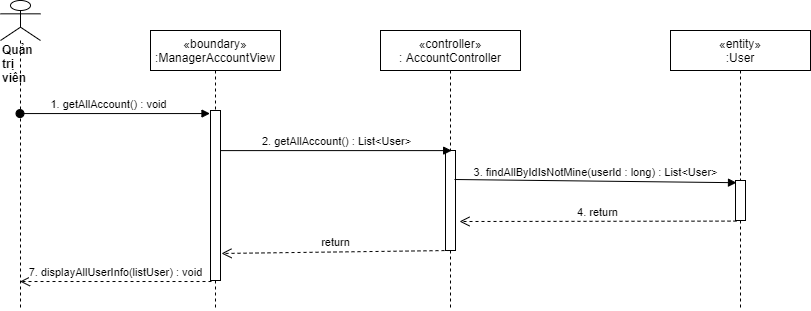 Quản
trị
viên
«boundary»
:ManagerAccountView
«controller»
: AccountController
«entity»
:User
1. getAllAccount() : void
2. getAllAccount() : List<User>
3. findAllByIdIsNotMine(userId : long) : List<User>
4. return
return
7. displayAllUserInfo(listUser) : void